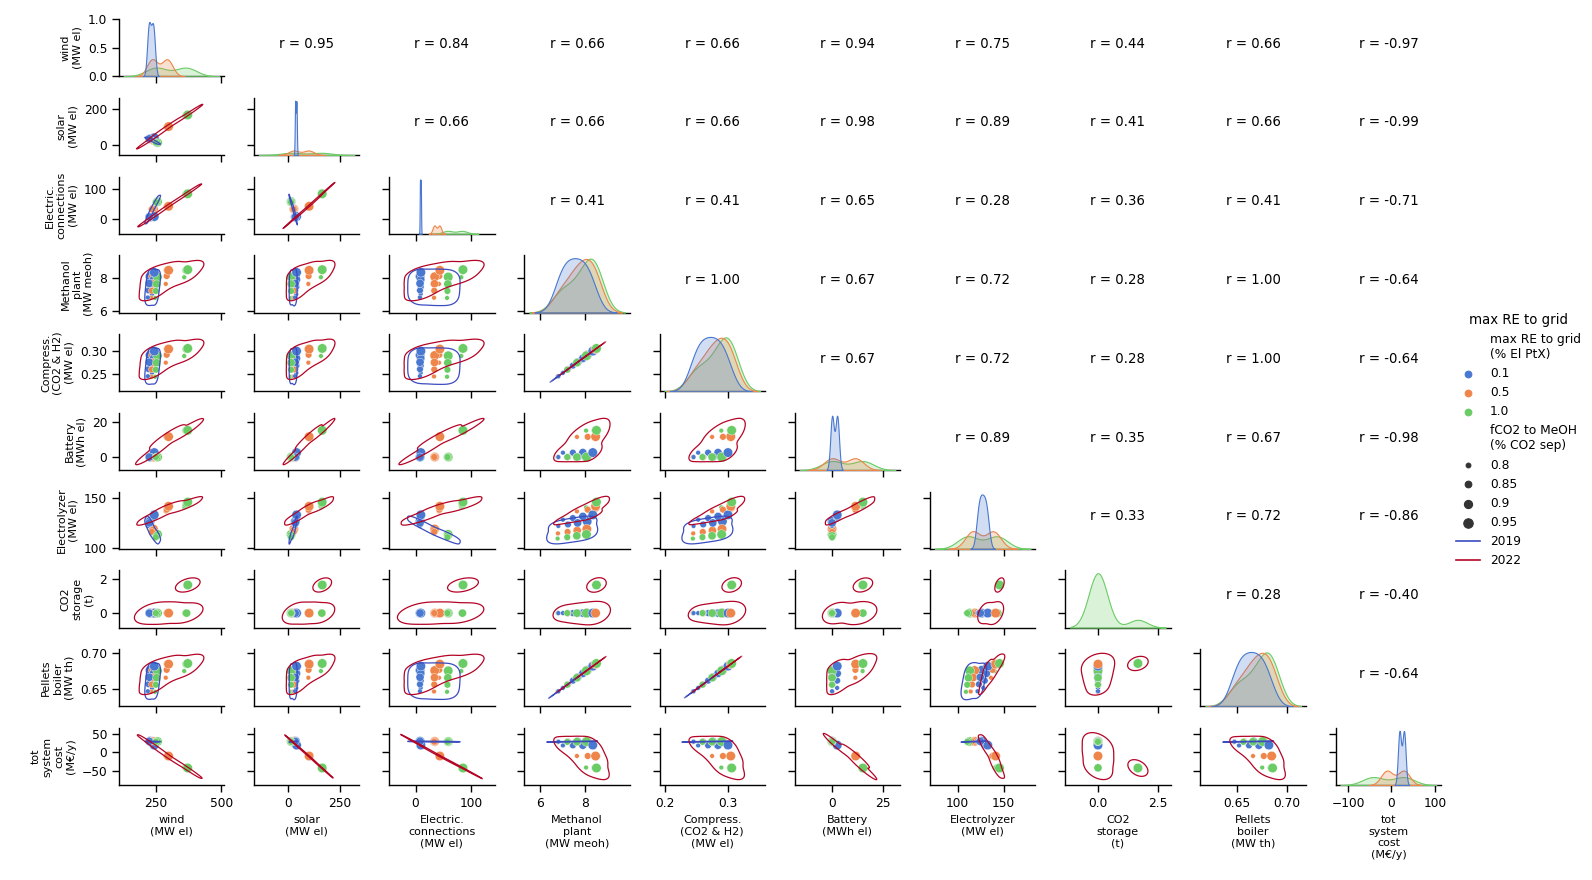 wind
(MW el)
1.0
0.5
0.0
r = 0.95
r = 0.84
r = 0.66
r = 0.66
r = 0.94
r = 0.75
r = 0.44
r = 0.66
r = -0.97
solar
(MW el)
200
0
r = 0.66
r = 0.66
r = 0.66
r = 0.98
r = 0.89
r = 0.41
r = 0.66
r = -0.99
Electric.
connections
(MW el)
100
0
r = 0.41
r = 0.41
r = 0.65
r = 0.28
r = 0.36
r = 0.41
r = -0.71
Methanol
plant
(MW meoh)
8
6
r = 1.00
r = 0.67
r = 0.72
r = 0.28
r = 1.00
r = -0.64
Compress.
(CO2 & H2)
(MW el)
0.30
0.25
r = 0.67
r = 0.72
r = 0.28
r = 1.00
r = -0.64
Battery
(MWh el)
20
0
r = 0.89
r = 0.35
r = 0.67
r = -0.98
Electrolyzer
(MW el)
150
100
r = 0.33
r = 0.72
r = -0.86
CO2
storage
(t)
2
0
r = 0.28
r = -0.40
Pellets
boiler
(MW th)
0.70
0.65
r = -0.64
tot
system
cost
(M€/y)
50
0
−50
250
500
wind
(MW el)
0
250
solar
(MW el)
0
100
Electric.
connections
(MW el)
6
8
Methanol
plant
(MW meoh)
0.2
0.3
Compress.
(CO2 & H2)
(MW el)
0
25
Battery
(MWh el)
100
150
Electrolyzer
(MW el)
0.0
2.5
CO2
storage
(t)
0.65
0.70
Pellets
boiler
(MW th)
−100
0
100
tot
system
cost
(M€/y)
max RE to grid
max RE to grid
(% El PtX)
0.1
0.5
1.0
fCO2 to MeOH
(% CO2 sep)
0.8
0.85
0.9
0.95
2019
2022